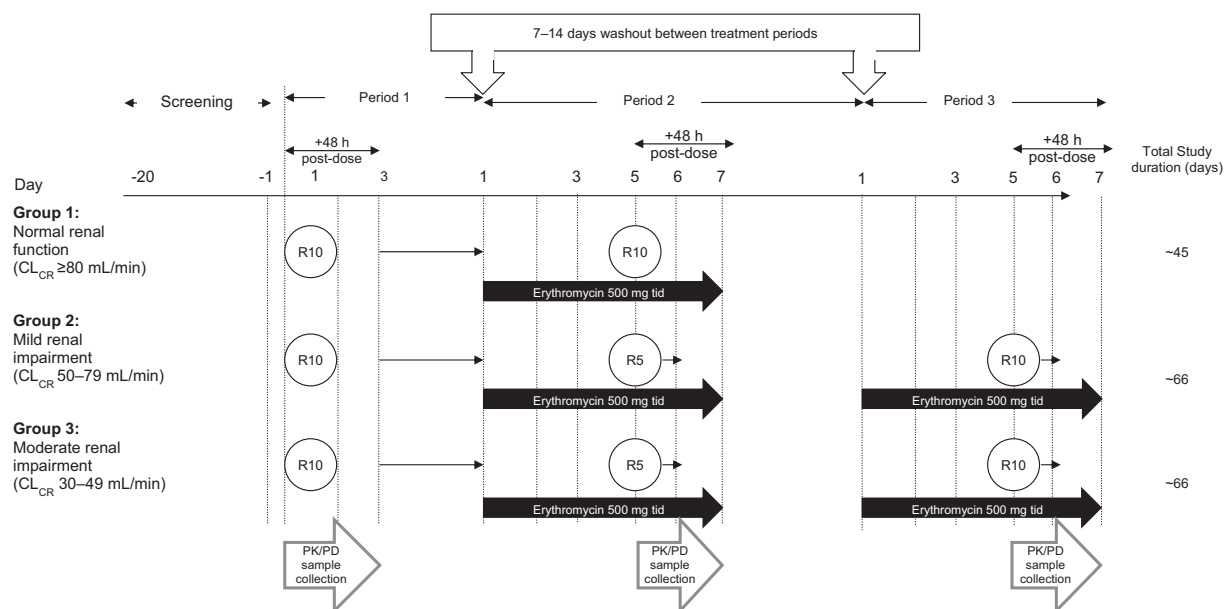 7–14 days washout between treatment periods
Screening
Period 1
Period 2
Period 3
+48 h
post-dose
+48 h
post-dose
+48 h
post-dose
Total Study
duration (days)
Day
-20
-1
1
3
1
3
5
6
7
1
3
5
6
7
Group 1:
Normal renal
function
(CLCR ≥80 mL/min)
R10
R10
~45
Erythromycin 500 mg tid
Group 2:
Mild renal
impairment
(CLCR 50–79 mL/min)
R10
R5
R10
~66
Erythromycin 500 mg tid
Erythromycin 500 mg tid
Group 3:
Moderate renal
impairment
(CLCR 30–49 mL/min)
R10
R5
R10
~66
Erythromycin 500 mg tid
Erythromycin 500 mg tid
PK/PD
sample
collection
PK/PD
sample
collection
PK/PD
sample
collection